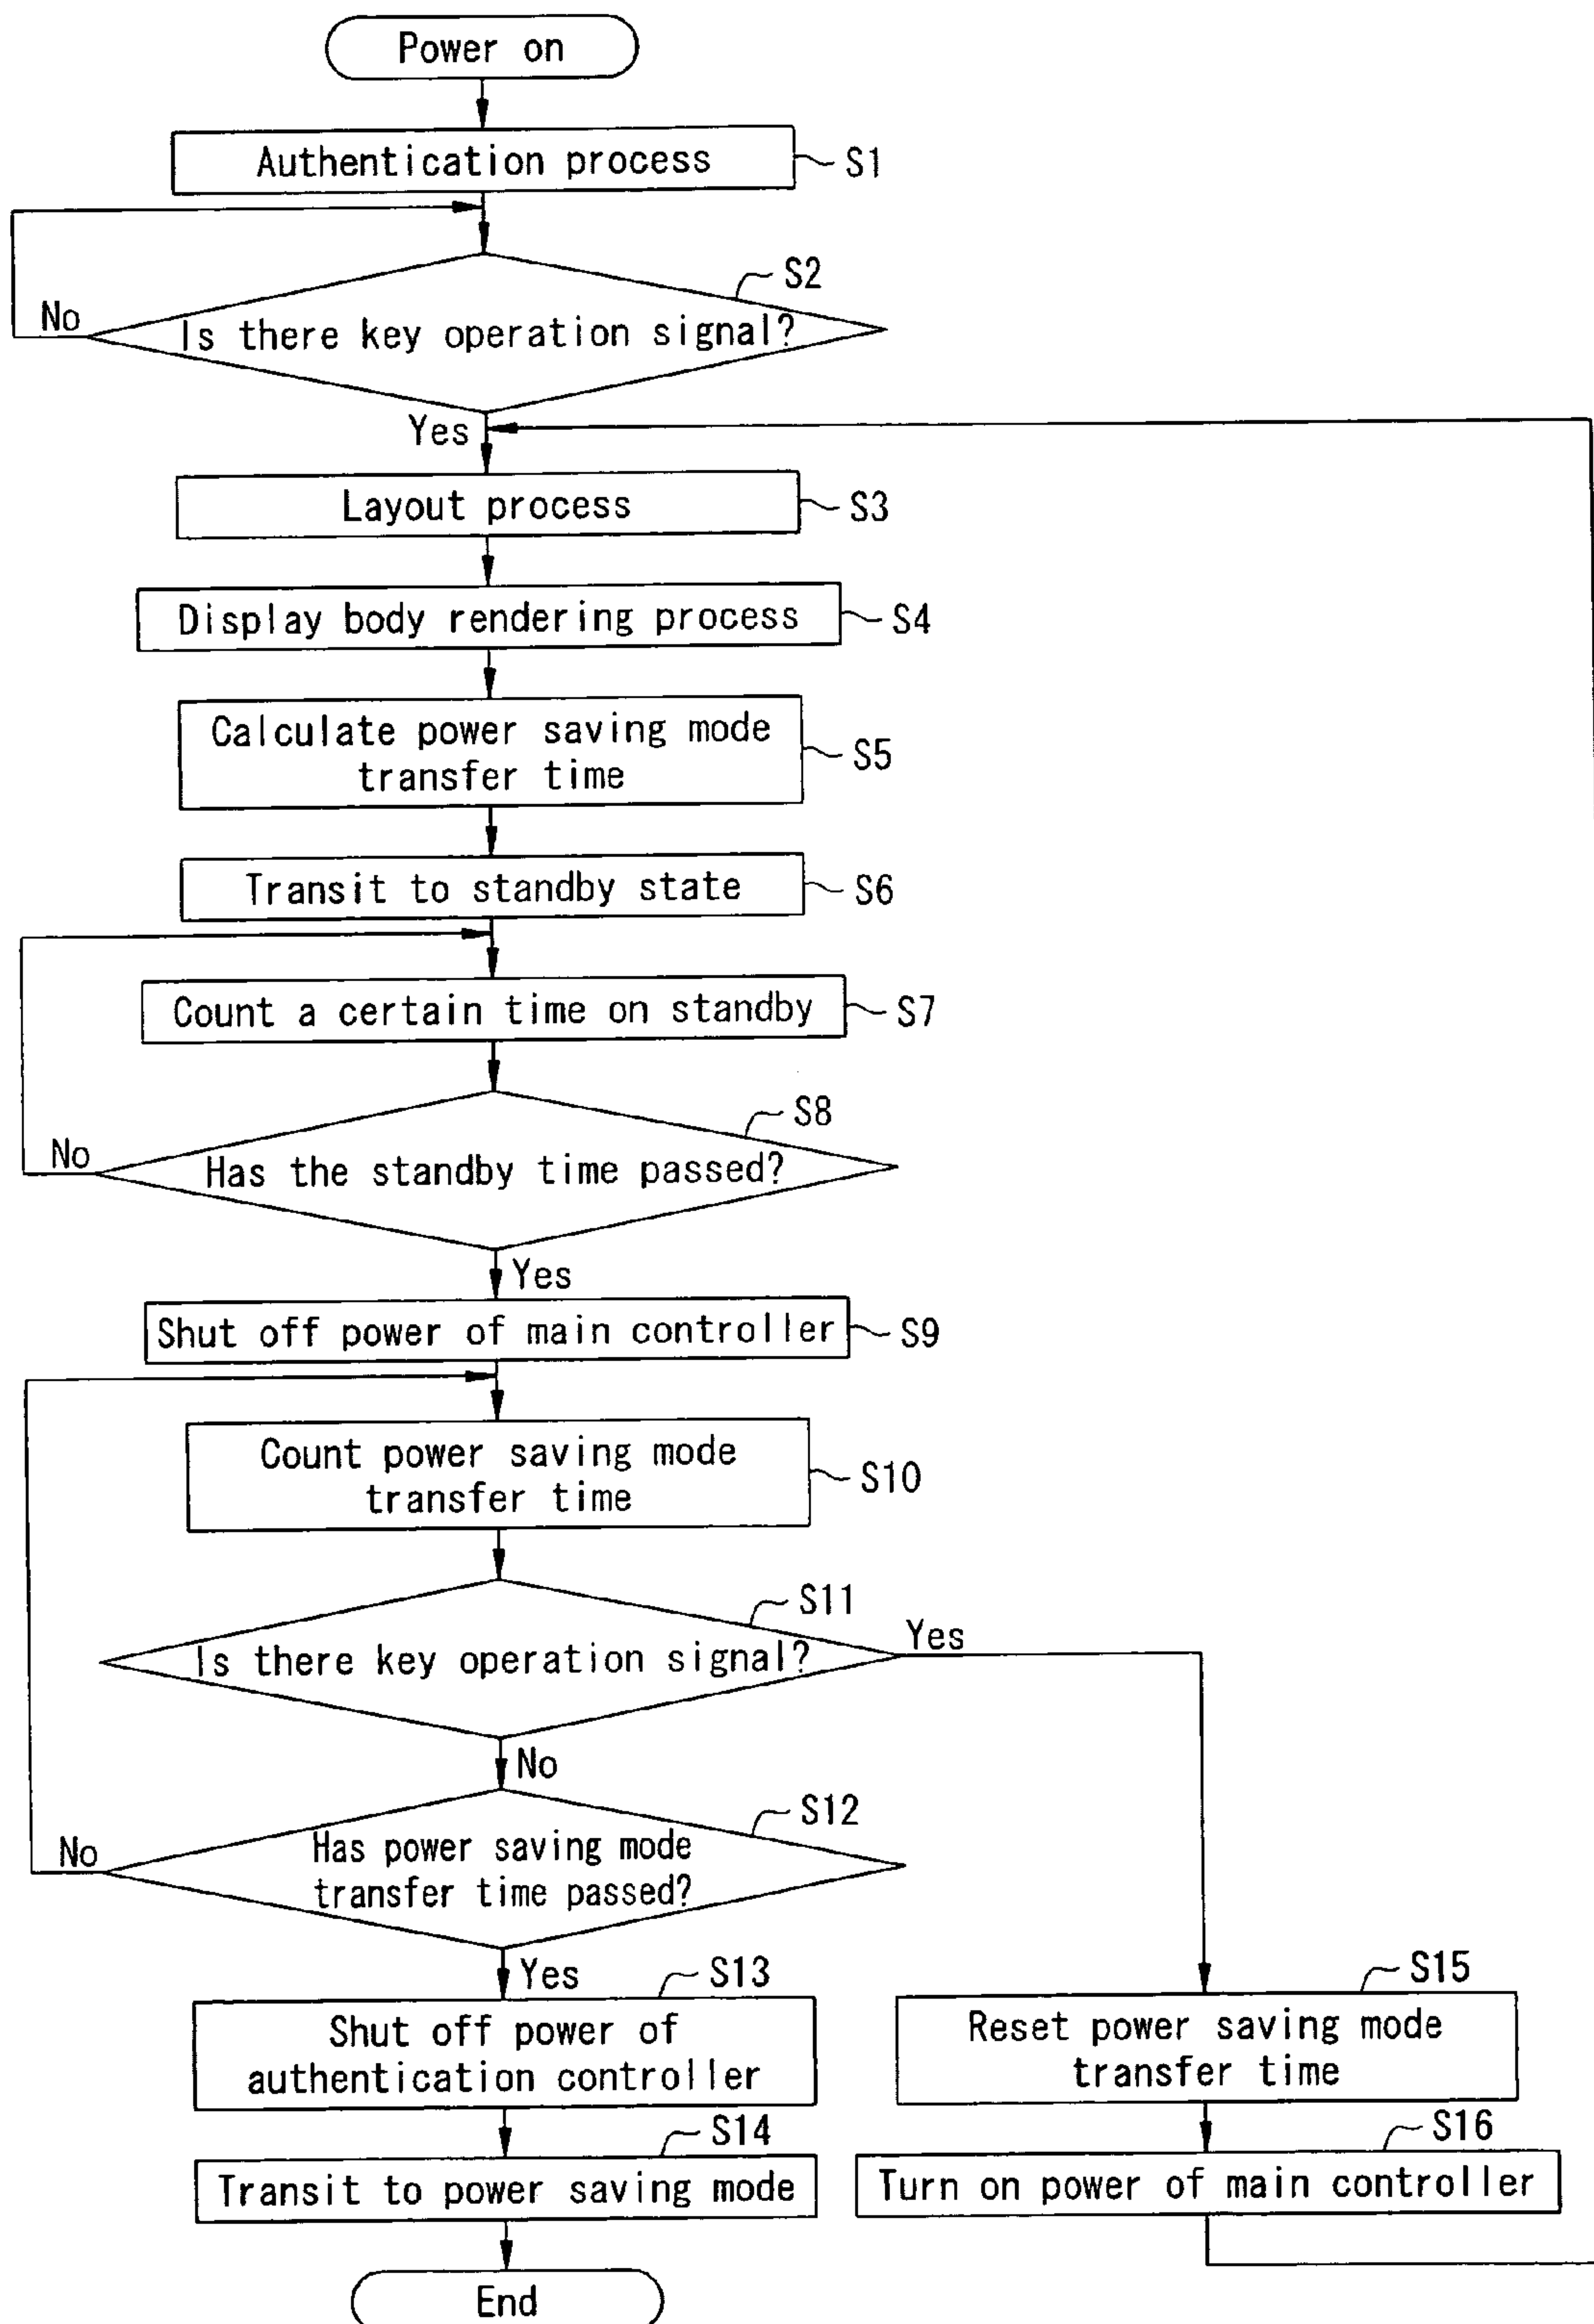 Power on
Authentication process
S1
S2
No
Is there key operation signal?
Yes
Layout process
S3
Display body rendering process
S4
Calculate power saving mode
transfer time
S5
Transit to standby state
S6
Count a certain time on standby
S7
S8
No
Has the standby time passed?
Yes
Shut off power of main controller
S9
Count power saving mode
transfer time
S10
S11
Is there key operation signal?
Yes
No
S12
No
Has power saving mode
transfer time passed?
Yes
S13
Shut off power of
authentication controller
S14
Transit to power saving mode
End
S15
Reset power saving mode
transfer time
S16
Turn on power of main controller